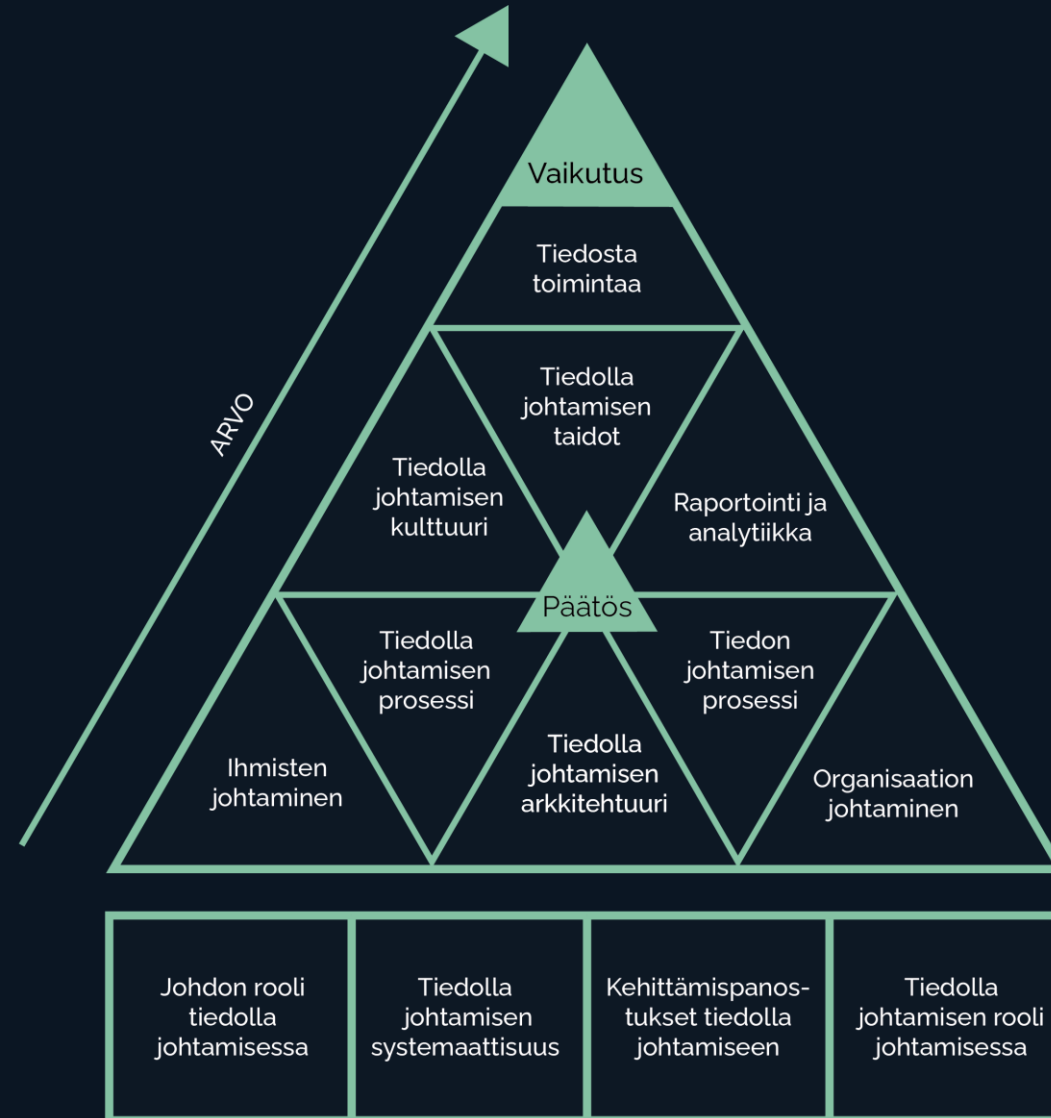 Vaikutus
Tiedosta
toimintaa
ARVO
Tiedolla
johtamisen
taidot
Tiedolla
johtamisen
kulttuuri
Raportointi ja
analytiikka
Päätös
Tiedolla
johtamisen
prosessi
Tiedon
johtamisen
prosessi
Ihmisten
johtaminen
Tiedolla
johtamisen
arkkitehtuuri
Organisaation
johtaminen
Johdon rooli
tiedolla
johtamisessa
Tiedolla
johtamisen
systemaattisuus
Kehittämispanos-
tukset tiedolla
johtamiseen
Tiedolla
johtamisen rooli
johtamisessa